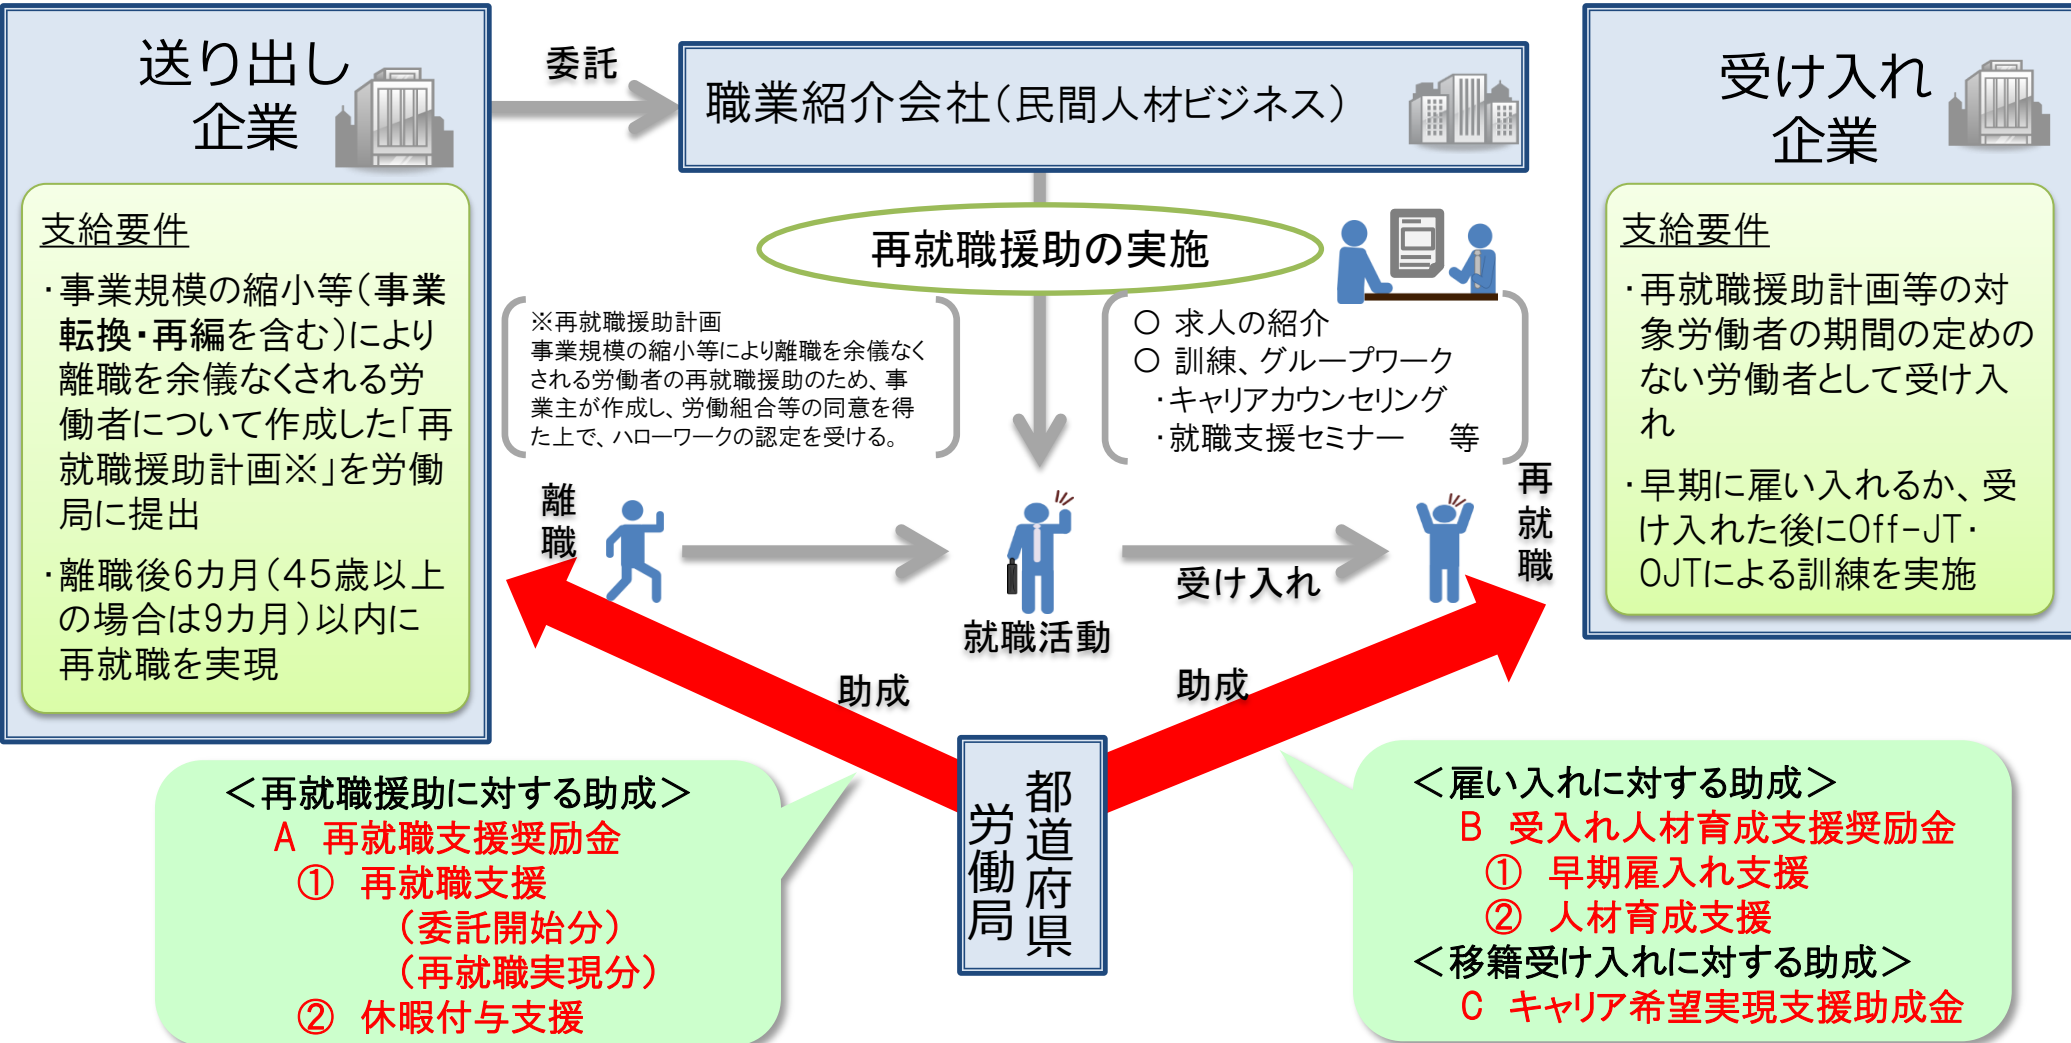 送り出し
企業
支給要件
・事業規模の縮小等（事業
転換・再編を含む）により
離職を余儀なくされる労
働者について作成した「再
就職援助計画※」を労働
局に提出
・離職後6カ月（４５歳以上
の場合は9カ月）以内に
再就職を実現
委託
職業紹介会社（民間人材ビジネス）
再就職援助の実施
※再就職援助計画
事業規模の縮小等により離職を余儀なく
される労働者の再就職援助のため、事
業主が作成し、労働組合等の同意を得
た上で、ハローワークの認定を受ける。
○ 求人の紹介
○ 訓練、グループワーク
・キャリアカウンセリング
・就職支援セミナー　等
離職
就職活動
受け入れ
再就職
受け入れ
企業
支給要件
・再就職援助計画等の対
象労働者の期間の定めの
ない労働者として受け入
れ
・早期に雇い入れるか、受
け入れた後にOff-JT・
OJTによる訓練を実施
助成
助成
都道府県
労働局
＜再就職援助に対する助成＞
A 再就職支援奨励金
① 再就職支援
（委託開始分）
（再就職実現分）
② 休暇付与支援
＜雇い入れに対する助成＞
B 受入れ人材育成支援奨励金
① 早期雇入れ支援
② 人材育成支援
＜移籍受け入れに対する助成＞
C キャリア希望実現支援助成金